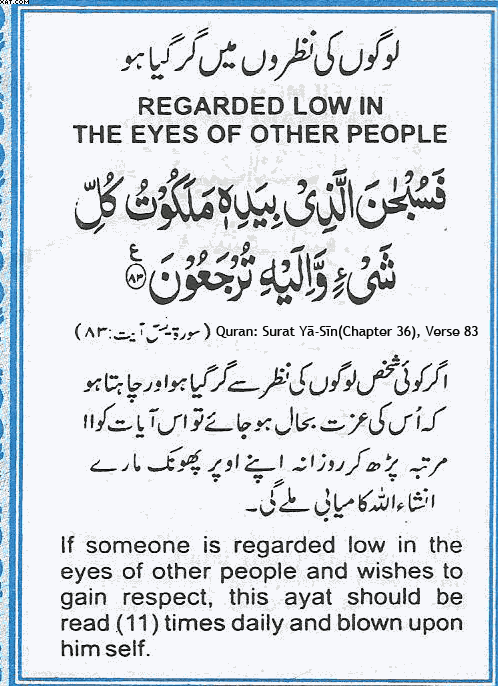 XAT.COM
لوگوں کی نظروں میں گر گیا ہو
REGARDED LOW IN
THE EYES OF OTHER PEOPLE
فَسُبْحٰنَ الَّذِیْ بِیَدِهٖ مَلَكُوْتُ كُلِّ
شَیْءٍ وَّاِلَیْهِ تُرْجَعُوْنَ ﴿۸۳﴾ ع
(سورۃ یٰسٓ آیت: ۸۳) Quran: Surat Yā-Sīn(Chapter 36), Verse 83
اگر کوئی شخص لوگوں کی نظر سے گر گیا ہو اور چاہتا ہو
کہ اُس کی عزت بحال ہو جائے تو اس آیات کو ۱۱
مرتبہ پڑھ کر روزانہ اپنے اوپر پھونک مارے
انشاء اللہ کامیابی ملے گی۔
If someone is regarded low in the
eyes of other people and wishes to
gain respect, this ayat should be
read (11) times daily and blown upon
him self.